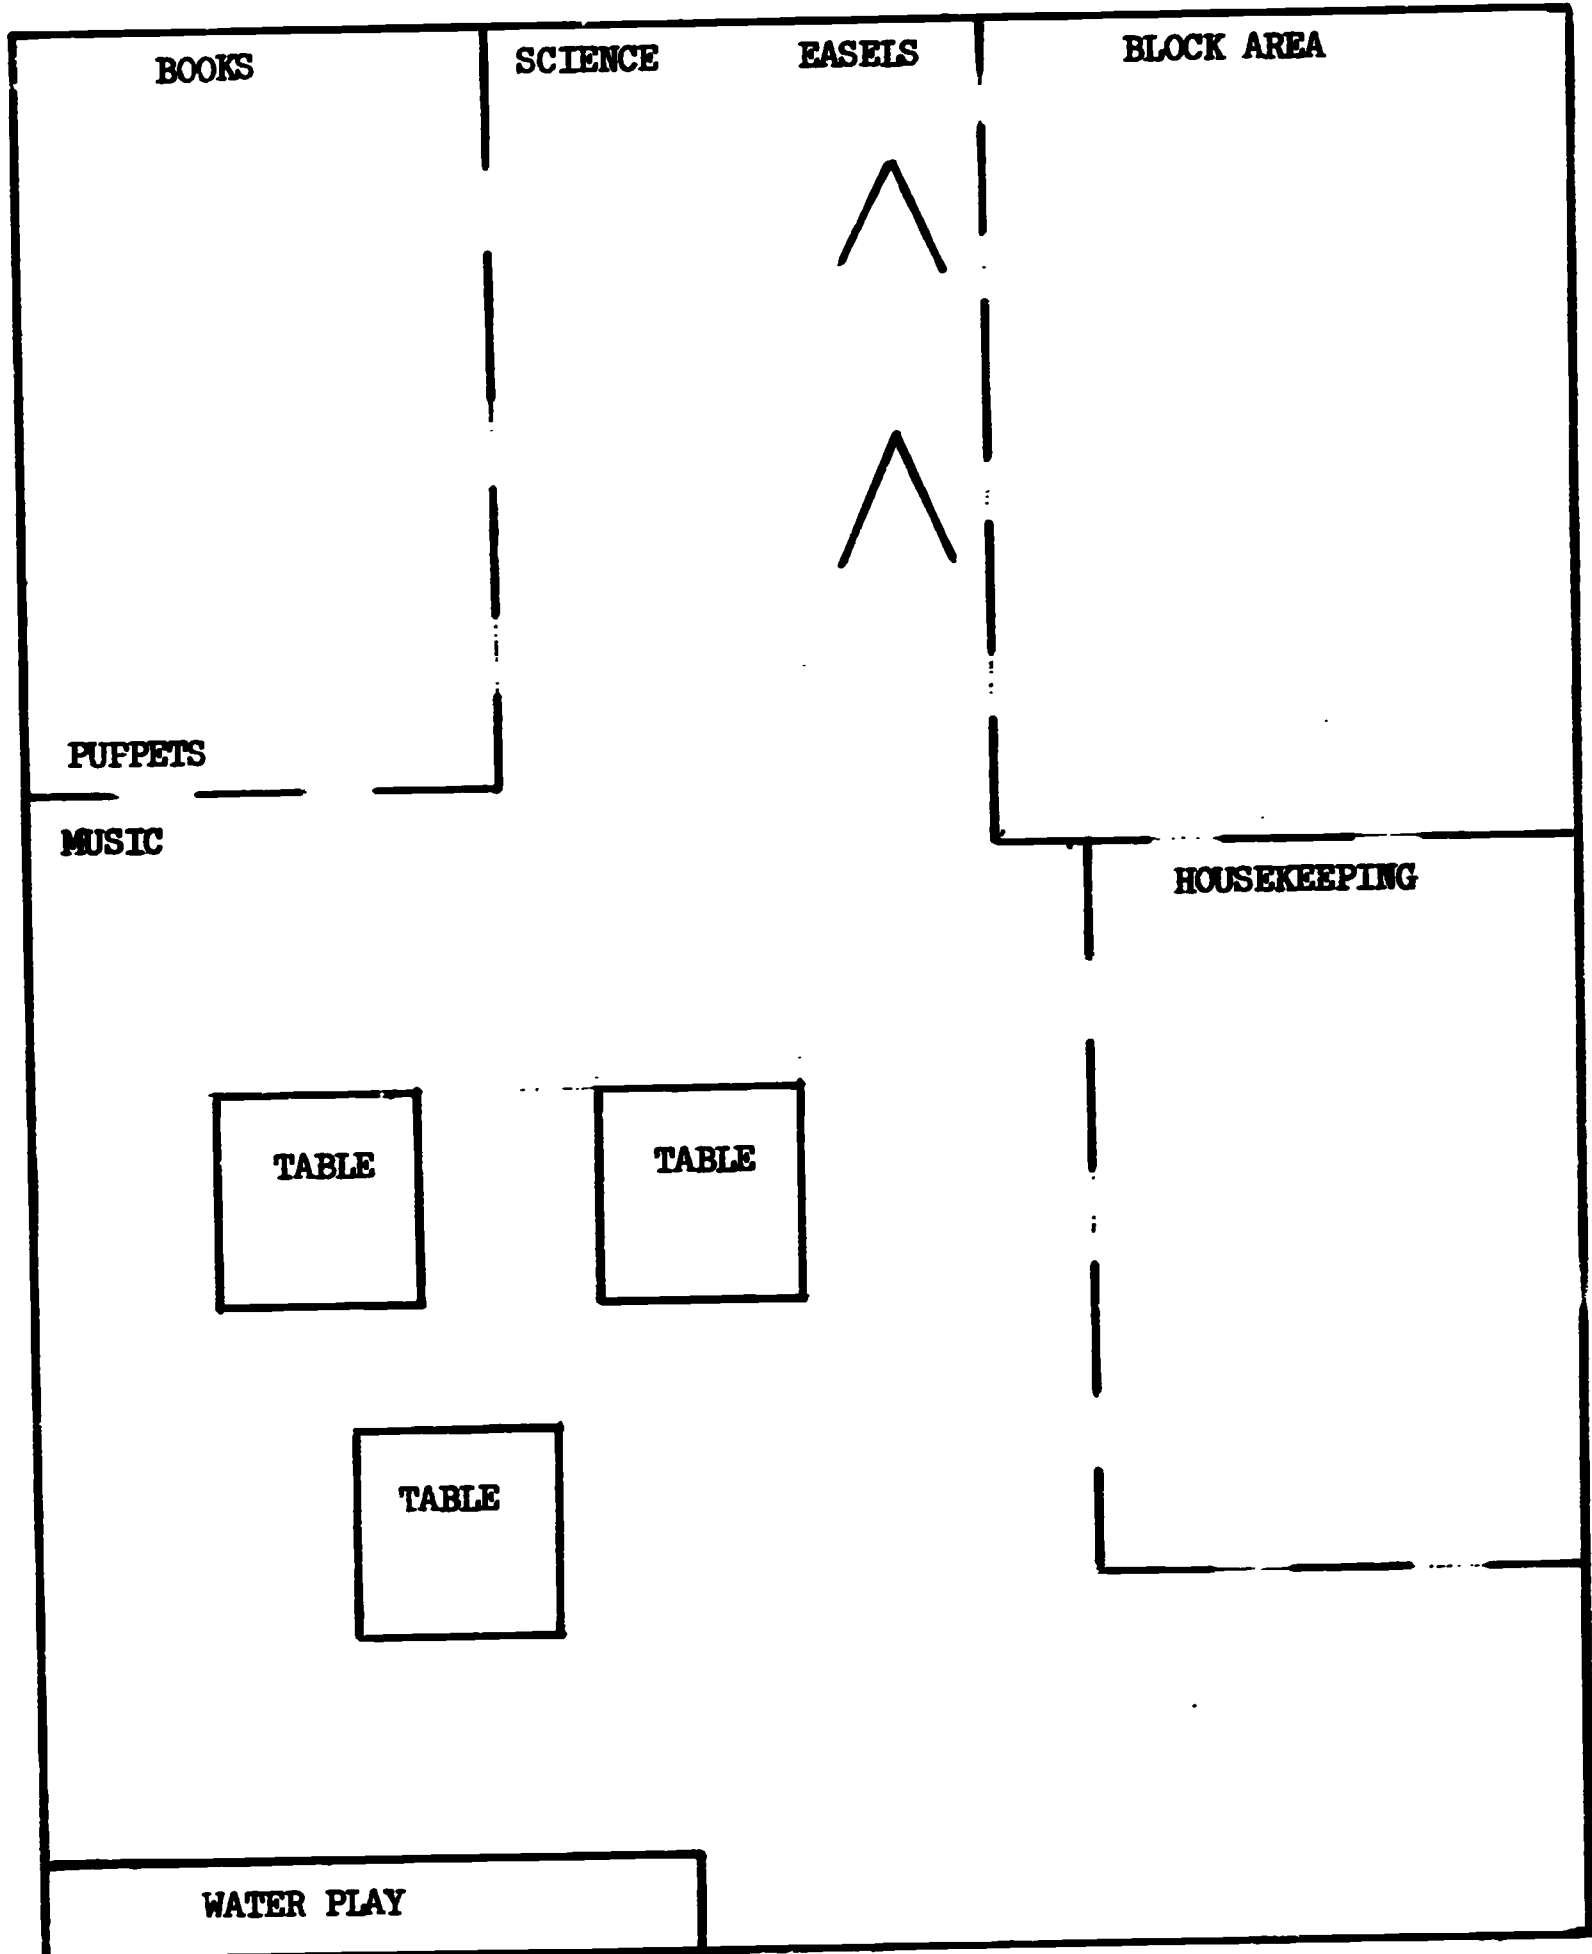 BOOKS
SCIENCE
EASELS
BLOCK AREA
PUPPETS
MUSIC
HOUSEKEEPING
TABLE
TABLE
TABLE
WATER PLAY